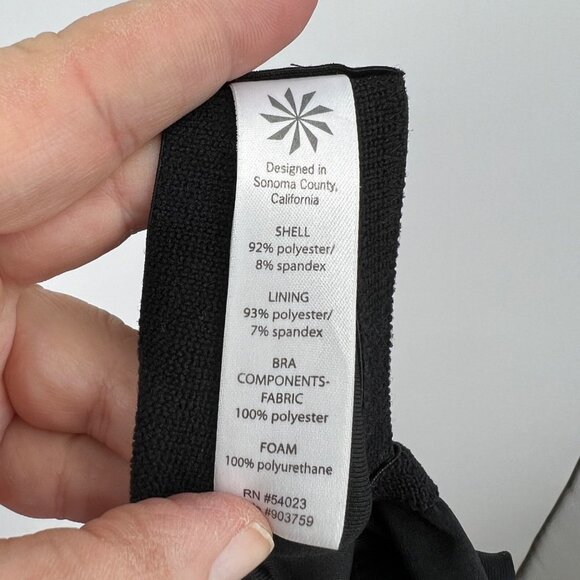 Designed in
Sonoma County,
California
SHELL
92% polyester/
8% spandex
LINING
93% polyester/
7% spandex
BRA
COMPONENTS-
FABRIC
100% polyester
FOAM
100% polyurethane
RN #54023
#903759